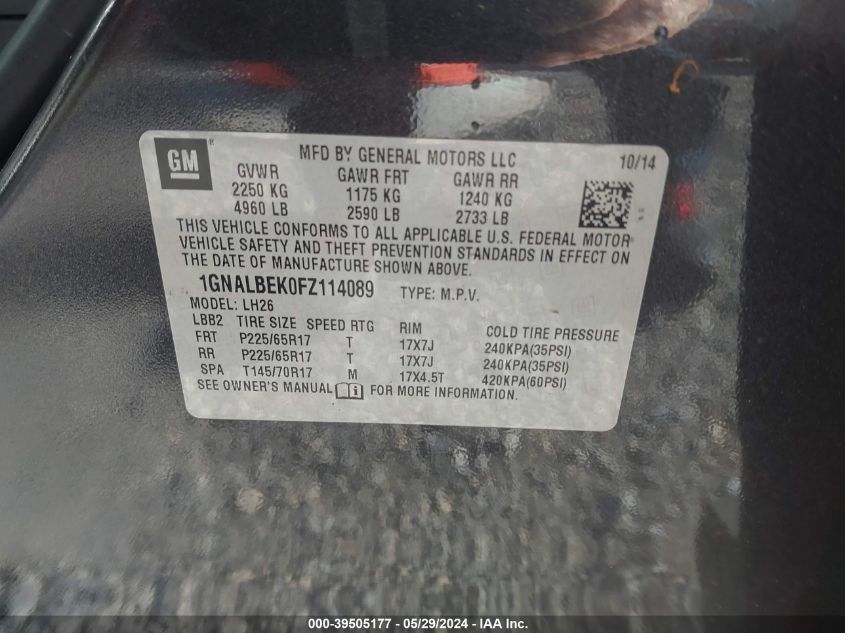 GM
MFD BY GENERAL MOTORS LLC 10/14
GVWR GAWR FRT GAWR RR
2250 KG 1175 KG 1240 KG
4960 LB 2590 LB 2733 LB
THIS VEHICLE CONFORMS TO ALL APPLICABLE U.S. FEDERAL MOTOR
VEHICLE SAFETY AND THEFT PREVENTION STANDARDS IN EFFECT ON
THE DATE OF MANUFACTURE SHOWN ABOVE.
1GNALBEK0FZ114089 TYPE: M.P.V.
MODEL: LH26
LBB2 TIRE SIZE SPEED RTG RIM COLD TIRE PRESSURE
FRT P225/65R17 T 17X7J 240KPA(35PSI)
RR P225/65R17 T 17X7J 240KPA(35PSI)
SPA T145/70R17 M 17X4.5T 420KPA(60PSI)
SEE OWNER'S MANUAL FOR MORE INFORMATION.
000-39505177 - 05/29/2024 - IAAI.com